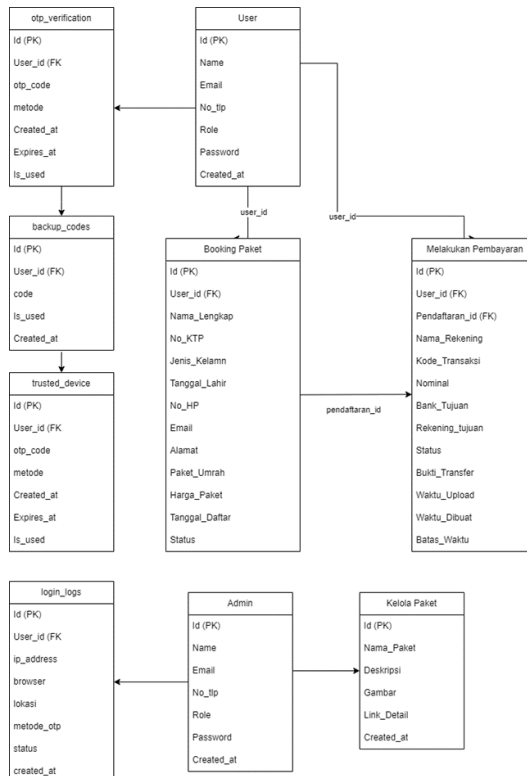 otp_verification
Id (PK)
User_id (FK
otp_code
metode
Created_at
Expires_at
Is_used
User
Id (PK)
Name
Email
No_tlp
Role
Password
Created_at
user_id
user_id
backup_codes
Id (PK)
User_id (FK)
code
Is_used
Created_at
trusted_device
Id (PK)
User_id (FK
otp_code
metode
Created_at
Expires_at
Is_used
Booking Paket
Id (PK)
User_id (FK)
Nama_Lengkap
No_KTP
Jenis_Kelamn
Tanggal_Lahir
No_HP
Email
Alamat
Paket_Umrah
Harga_Paket
Tanggal_Daftar
Status
pendaftaran_id
Melakukan Pembayaran
Id (PK)
User_id (FK)
Pendaftaran_id (FK)
Nama_Rekening
Kode_Transaksi
Nominal
Bank_Tujuan
Rekening_tujuan
Status
Bukti_Transfer
Waktu_Upload
Waktu_Dibuat
Batas_Waktu
login_logs
Id (PK)
User_id (FK
ip_address
browser
lokasi
metode_otp
status
created_at
Admin
Id (PK)
Name
Email
No_tlp
Role
Password
Created_at
Kelola Paket
Id (PK)
Nama_Paket
Deskripsi
Gambar
Link_Detail
Created_at